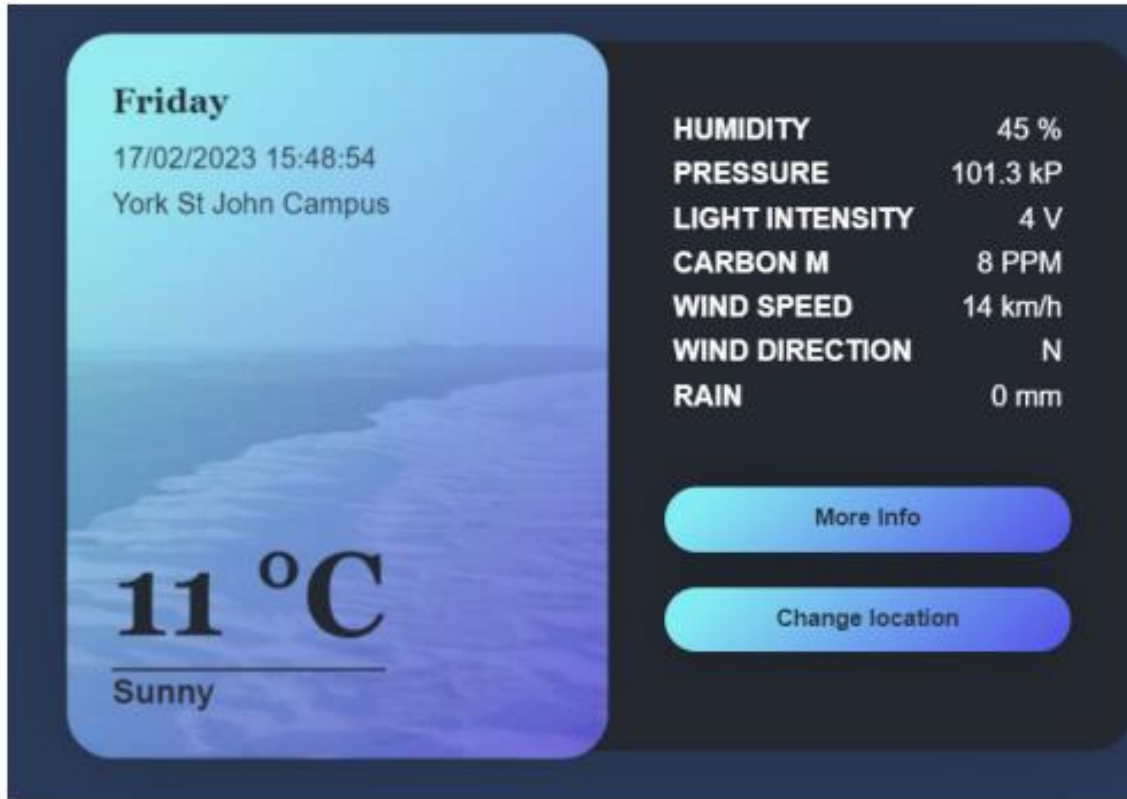 Friday
17/02/2023 15:48:54
York St John Campus
11 °C
Sunny
HUMIDITY 45 %
PRESSURE 101.3 kP
LIGHT INTENSITY 4 V
CARBON M 8 PPM
WIND SPEED 14 km/h
WIND DIRECTION N
RAIN 0 mm
More Info
Change location